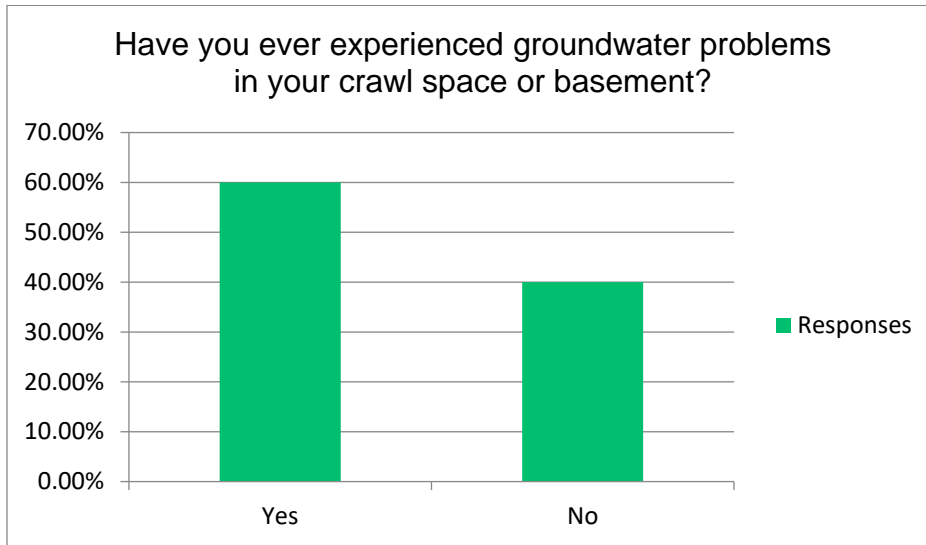 Have you ever experienced groundwater problems
in your crawl space or basement?
70.00%
60.00%
50.00%
40.00%
30.00%
20.00%
10.00%
0.00%
Yes
No
Responses